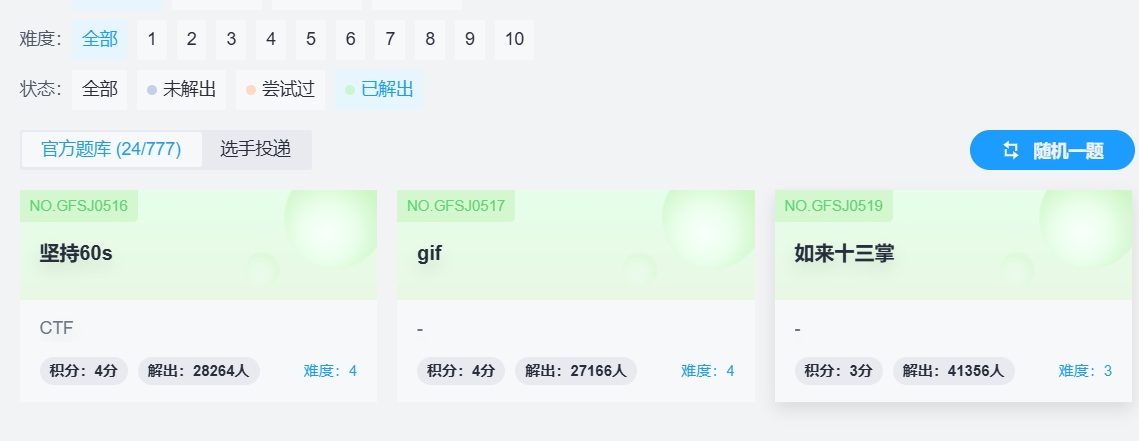 难度： 全部 1 2 3 4 5 6 7 8 9 10
状态： 全部 未解出 尝试过 已解出
官方题库 (24/777) 选手投递 随机一题
NO.GFSJ0516 NO.GFSJ0517 NO.GFSJ0519
坚持60s gif 如来十三掌
CTF - -
积分：4分 解出：28264人 难度：4 积分：4分 解出：27166人 难度：4 积分：3分 解出：41356人 难度：3